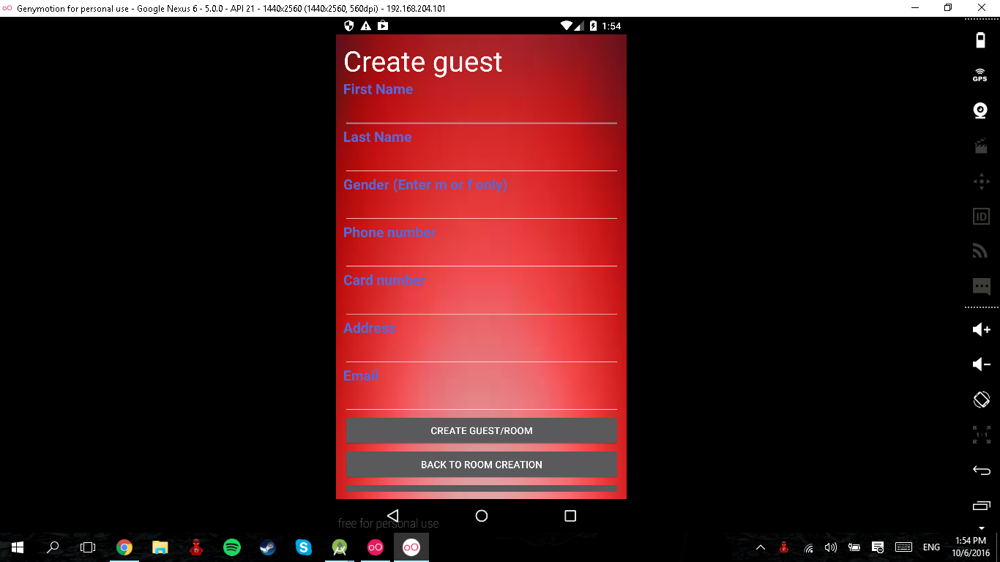 Genymotion for personal use - Google Nexus 6 - 5.0.0 - API 21 - 1440x2560 (1440x2560, 560dpi) - 192.168.204.101
1:54
Create guest
First Name
Last Name
Gender (Enter m or f only)
Phone number
Card number
Address
Email
CREATE GUEST/ROOM
BACK TO ROOM CREATION
free for personal use
GPS
ID
1:1
ENG
1:54 PM
10/6/2016